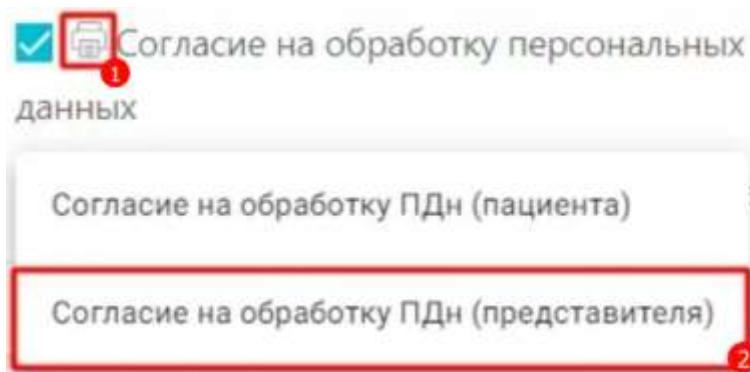 Согласие на обработку персональных
1
данных
Согласие на обработку ПДн (пациента)
Согласие на обработку ПДн (представителя)
2